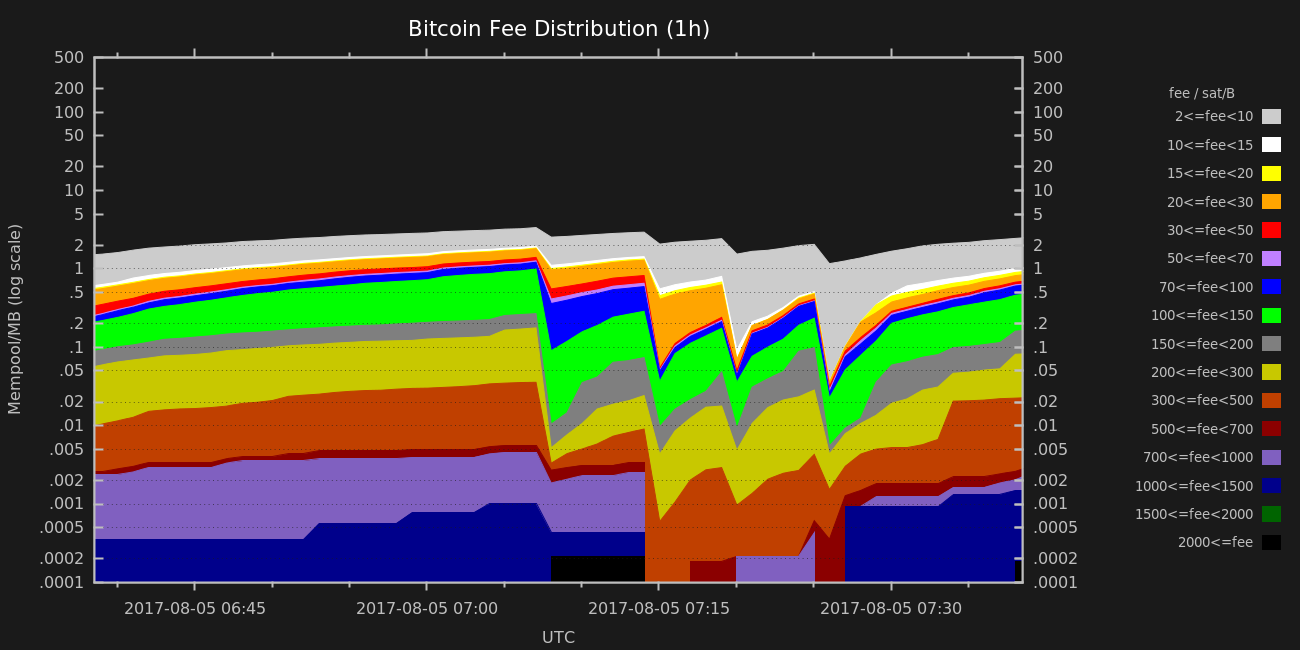 Bitcoin Fee Distribution (1h)
500
200
100
50
20
10
5
2
1
.5
.2
.1
.05
.02
.01
.005
.002
.001
.0005
.0002
.0001
Mempool/MB (log scale)
500
200
100
50
20
10
5
2
1
.5
.2
.1
.05
.02
.01
.005
.002
.001
.0005
.0002
.0001
fee / sat/B
2<=fee<10
10<=fee<15
15<=fee<20
20<=fee<30
30<=fee<50
50<=fee<70
70<=fee<100
100<=fee<150
150<=fee<200
200<=fee<300
300<=fee<500
500<=fee<700
700<=fee<1000
1000<=fee<1500
1500<=fee<2000
2000<=fee
2017-08-05 06:45 2017-08-05 07:00 2017-08-05 07:15 2017-08-05 07:30
UTC